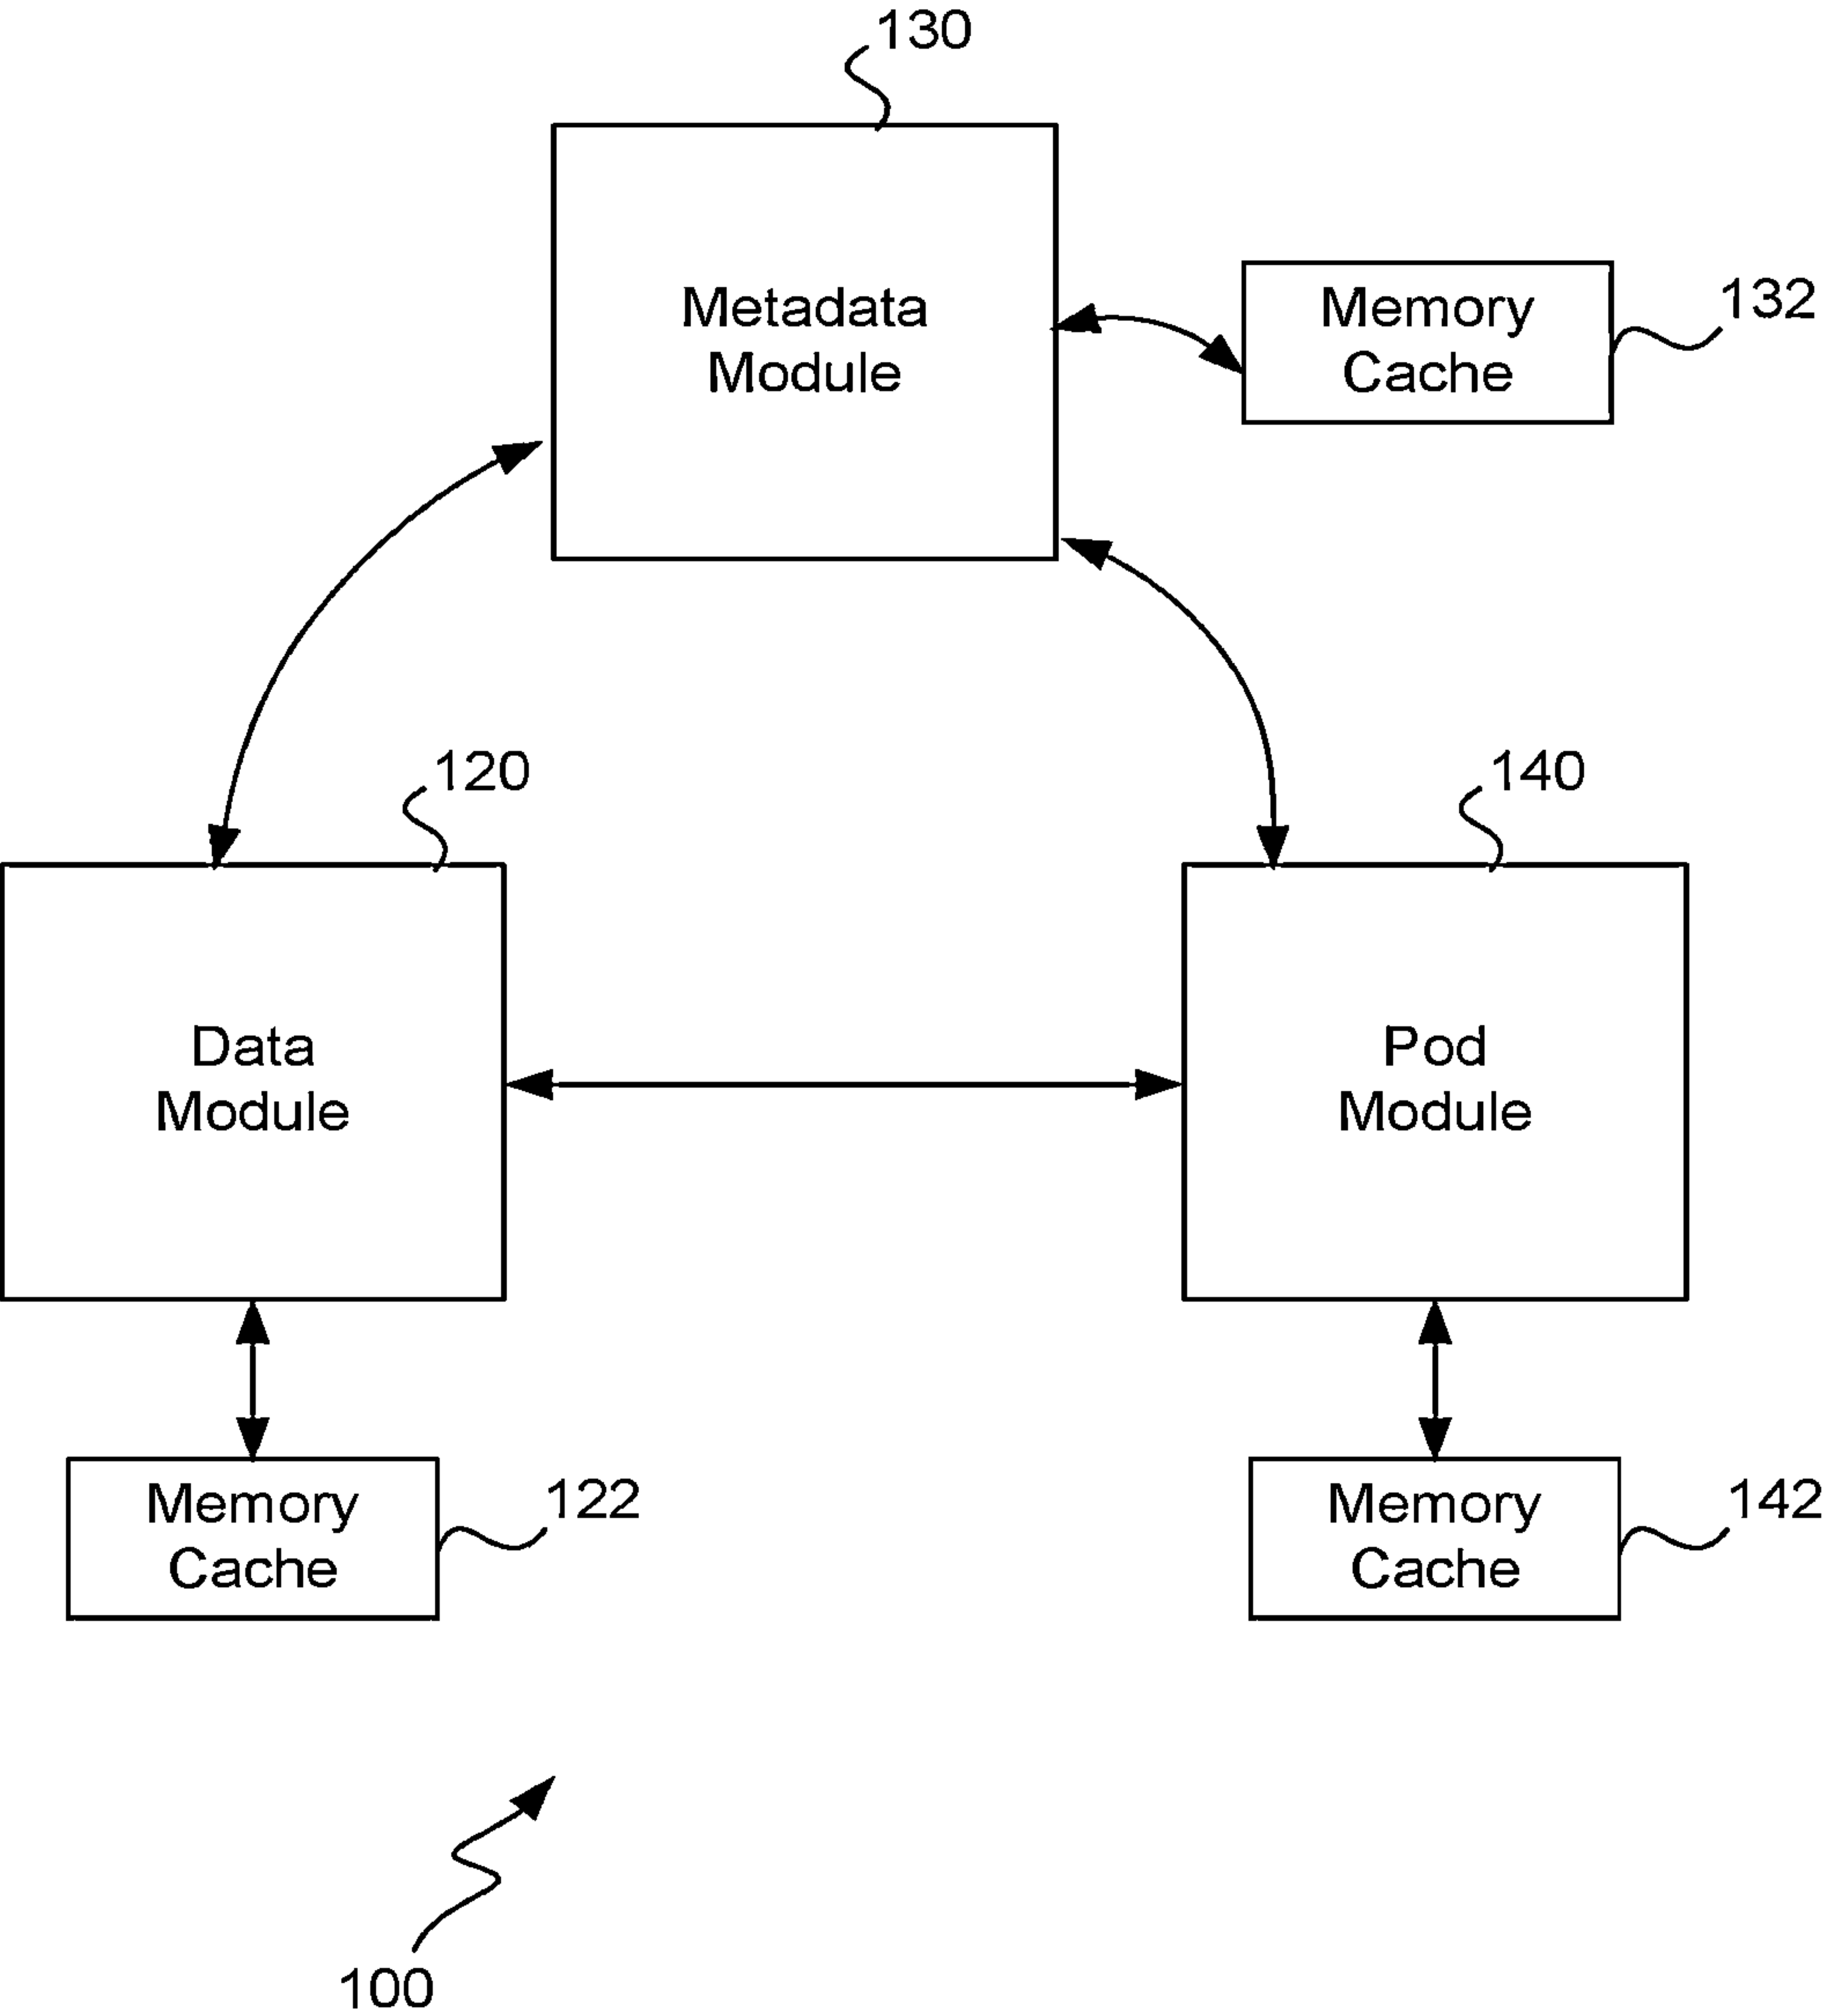 130
Metadata
Module
Memory
Cache
132
120
140
Data
Module
Pod
Module
Memory
Cache
122
Memory
Cache
142
100